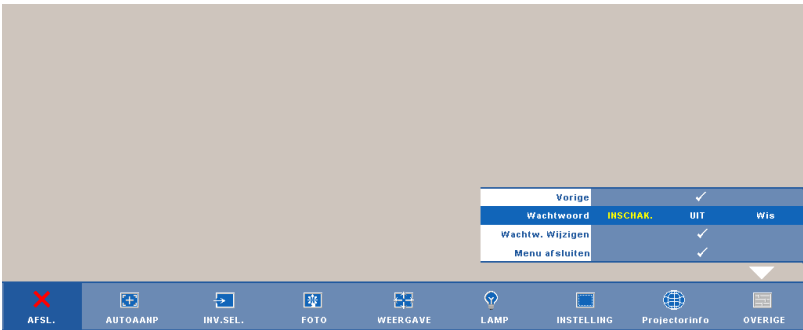 Vorige
Wachtwoord INSCHAK. UIT Wis
Wachtw. Wijzigen
Menu afsluiten
AFSL. AUTOAANP INV.SEL. FOTO WEERGAVE LAMP INSTELLING Projectorinfo OVERIGE